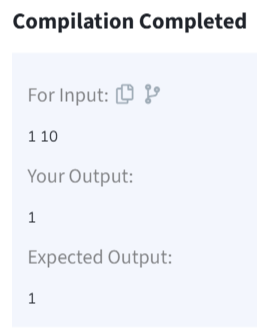 Compilation Completed
For Input:
1 10
Your Output:
1
Expected Output:
1